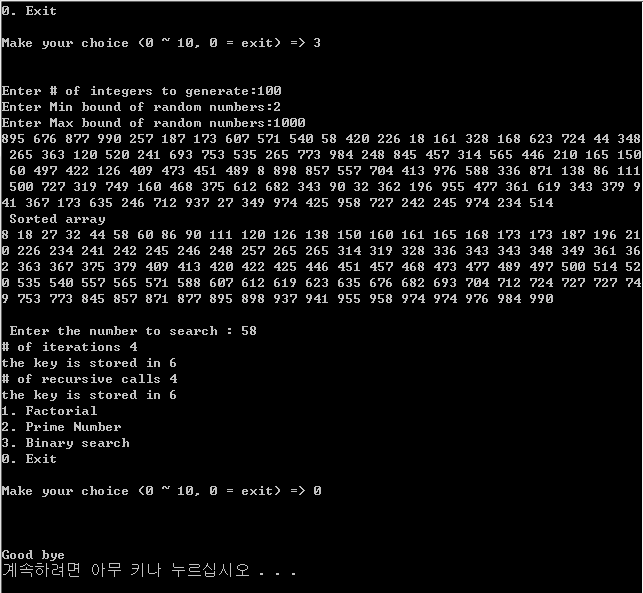 0. Exit
Make your choice (0 ~ 10, 0 = exit) => 3
Enter # of integers to generate:100
Enter Min bound of random numbers:2
Enter Max bound of random numbers:1000
895 676 877 990 257 187 173 607 571 540 58 420 226 18 161 328 168 623 724 44 348
265 363 120 520 241 693 753 535 265 773 984 248 845 457 314 565 446 210 165 150
60 497 422 126 409 473 451 489 8 898 857 557 704 413 976 588 336 871 138 86 111
500 727 319 749 160 468 375 612 682 343 90 32 362 196 955 477 361 619 343 379 9
41 367 173 635 246 712 937 27 349 974 425 958 727 242 245 974 234 514
Sorted array
8 18 27 32 44 58 60 86 90 111 120 126 138 150 160 161 165 168 173 173 187 196 21
0 226 234 241 242 245 246 248 257 265 265 314 319 328 336 343 343 348 349 361 36
2 363 367 375 379 409 413 420 422 425 446 451 457 468 473 477 489 497 500 514 52
0 535 540 557 565 571 588 607 612 619 623 635 676 682 693 704 712 724 727 727 74
9 753 773 845 857 871 877 895 898 937 941 955 958 974 974 976 984 990
Enter the number to search : 58
# of iterations 4
the key is stored in 6
# of recursive calls 4
the key is stored in 6
1. Factorial
2. Prime Number
3. Binary search
0. Exit
Make your choice (0 ~ 10, 0 = exit) => 0
Good bye
계속하려면 아무 키나 누르십시오 . . .